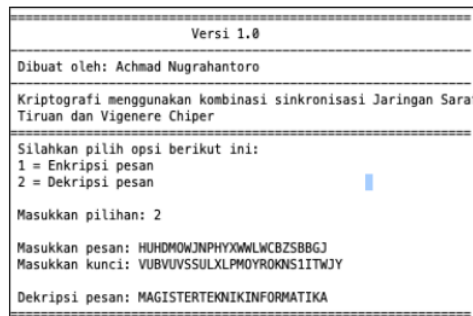 Versi 1.0
Dibuat oleh: Achmad Nugrahantoro
Kriptografi menggunakan kombinasi sinkronisasi Jaringan Saraf
Tiruan dan Vigenere Chiper
Silahkan pilih opsi berikut ini:
1 = Enkripsi pesan
2 = Dekripsi pesan
Masukkan pilihan: 2
Masukkan pesan: HUHDMOWJNPHYXWWLWCBZSBBGJ
Masukkan kunci: VUBVUVSSULXLPMOYROKNS1ITWJY
Dekripsi pesan: MAGISTERTEKNIKINFORMATIKA